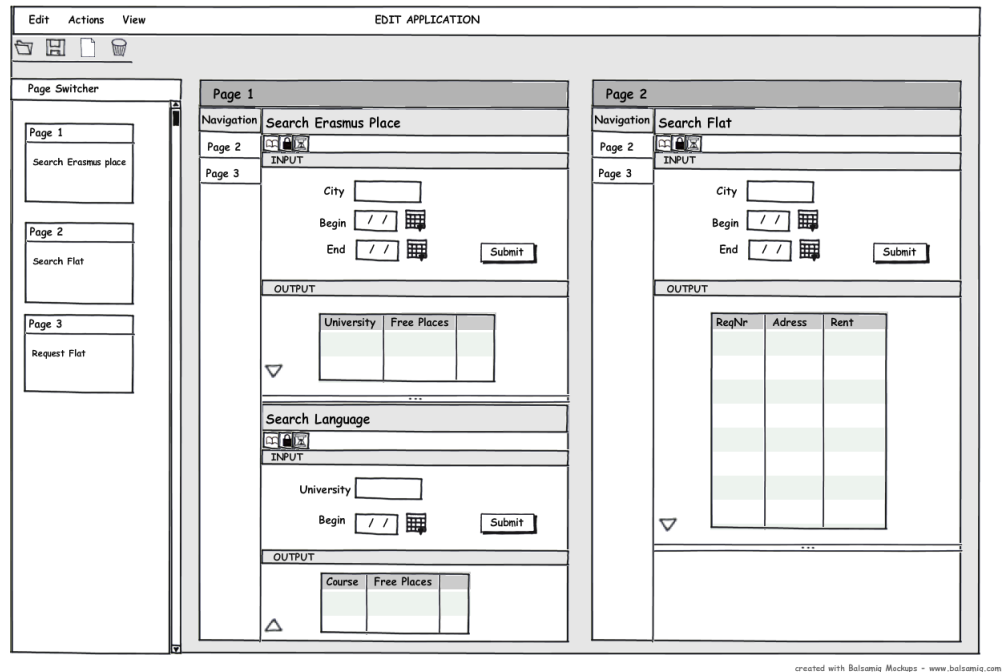 Edit Actions View EDIT APPLICATION
Page Switcher
Page 1
Search Erasmus place
Page 2
Search Flat
Page 3
Request Flat
Page 1
Navigation
Page 2
Page 3
Search Erasmus Place
INPUT
City
Begin / /
End / / Submit
OUTPUT
University Free Places
Search Language
INPUT
University
Begin / / Submit
OUTPUT
Course Free Places
Page 2
Navigation
Page 2
Page 3
Search Flat
INPUT
City
Begin / /
End / / Submit
OUTPUT
ReqNr Adress Rent
created with Balsamiq Mockups - www.balsamiq.com